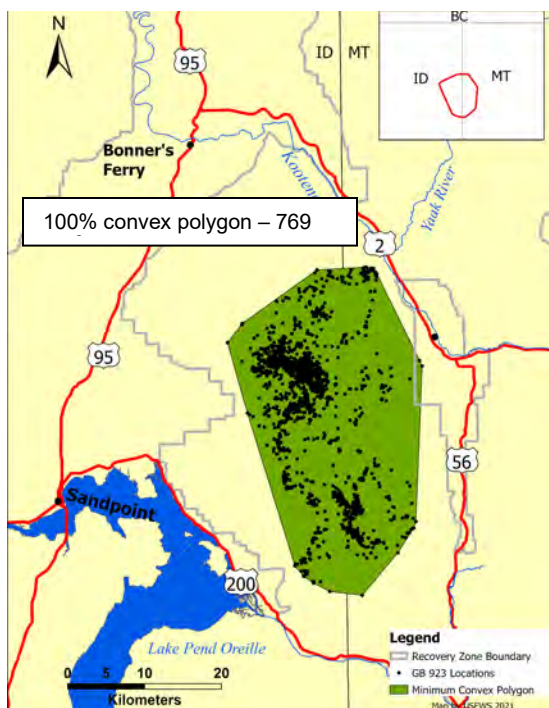 N
95
ID MT
BC
ID
MT
Bonner's
Ferry
Yaak River
100% convex polygon – 769
2
95
56
Sandpoint
200
Lake Pend Oreille
0 10 20
Kilometers
Legend
Recovery Zone Boundary
GB 923 Locations
Minimum Convex Polygon
Map by USFWS 2021